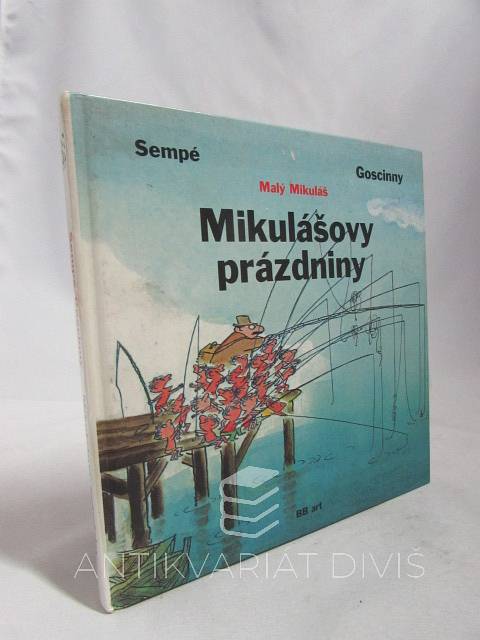 Sempé
Goscinny
Malý Mikuláš
Mikulášovy
prázdniny
BB art
ANTIKVARIÁT DIVIŠ